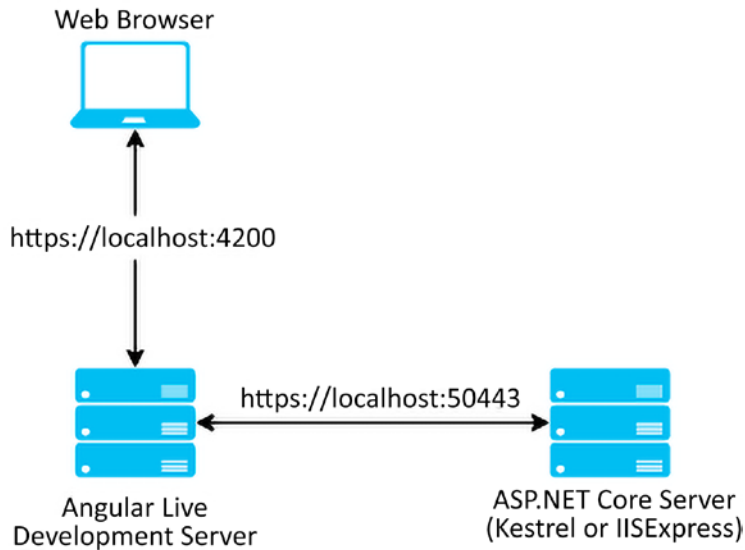 Web Browser
https://localhost:4200
https://localhost:50443
Angular Live
Development Server
ASP.NET Core Server
(Kestrel or IISExpress)